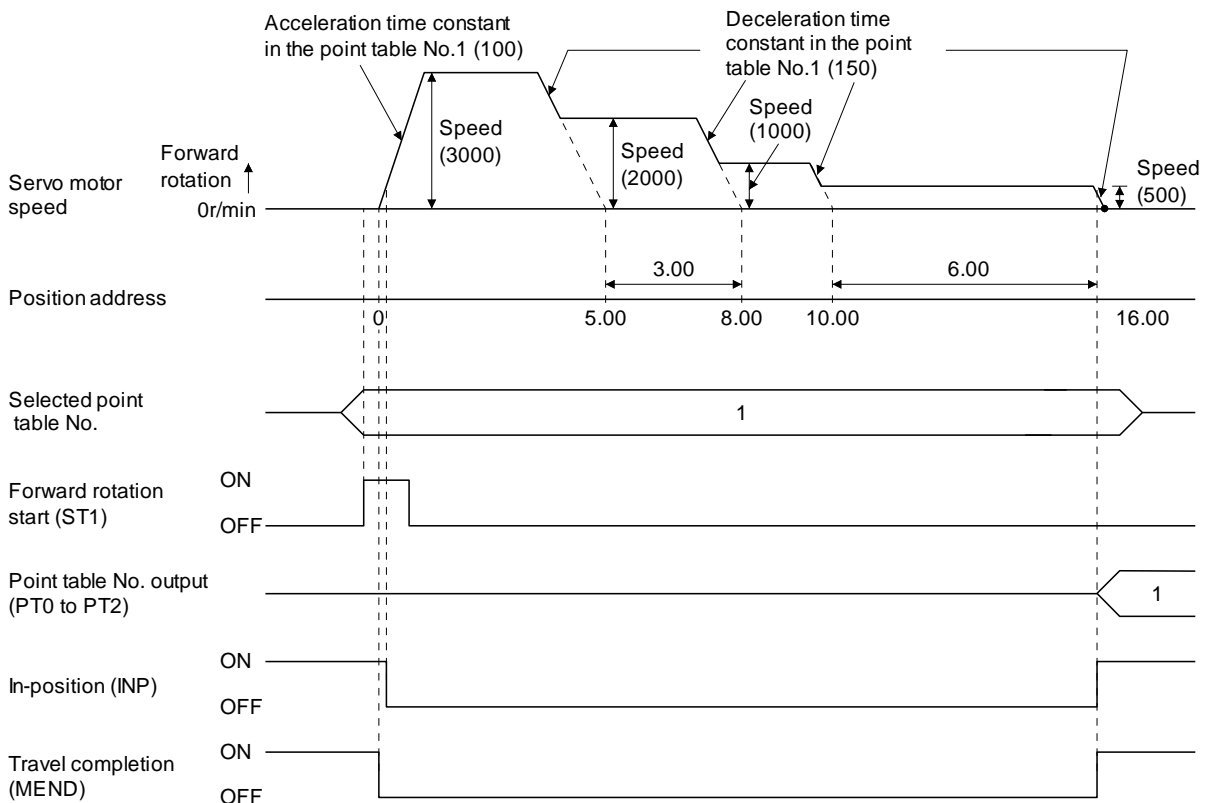 Acceleration time constant
in the point table No.1 (100)
Deceleration time
constant in the point
table No.1 (150)
Speed
(3000)
Speed
(2000)
Speed
(1000)
Speed
(500)
Forward
rotation
Servo motor
speed
0r/min
3.00
6.00
Position address
0
5.00
8.00
10.00
16.00
Selected point
table No.
1
Forward rotation
start (ST1)
ON
OFF
Point table No. output
(PT0 to PT2)
1
In-position (INP)
ON
OFF
Travel completion
(MEND)
ON
OFF